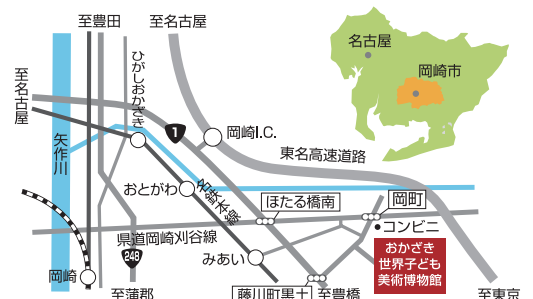 至豊田
至名古屋
名古屋
岡崎市
至名古屋
ひがしおかざき
1
岡崎I.C.
矢作川
東名高速道路
おとがわ
名鉄本線
ほたる橋南
岡町
コンビニ
県道岡崎刈谷線
248
みあい
おかざき
世界子ども
美術博物館
岡崎
至蒲郡
藤川町黒土
至豊橋
至東京